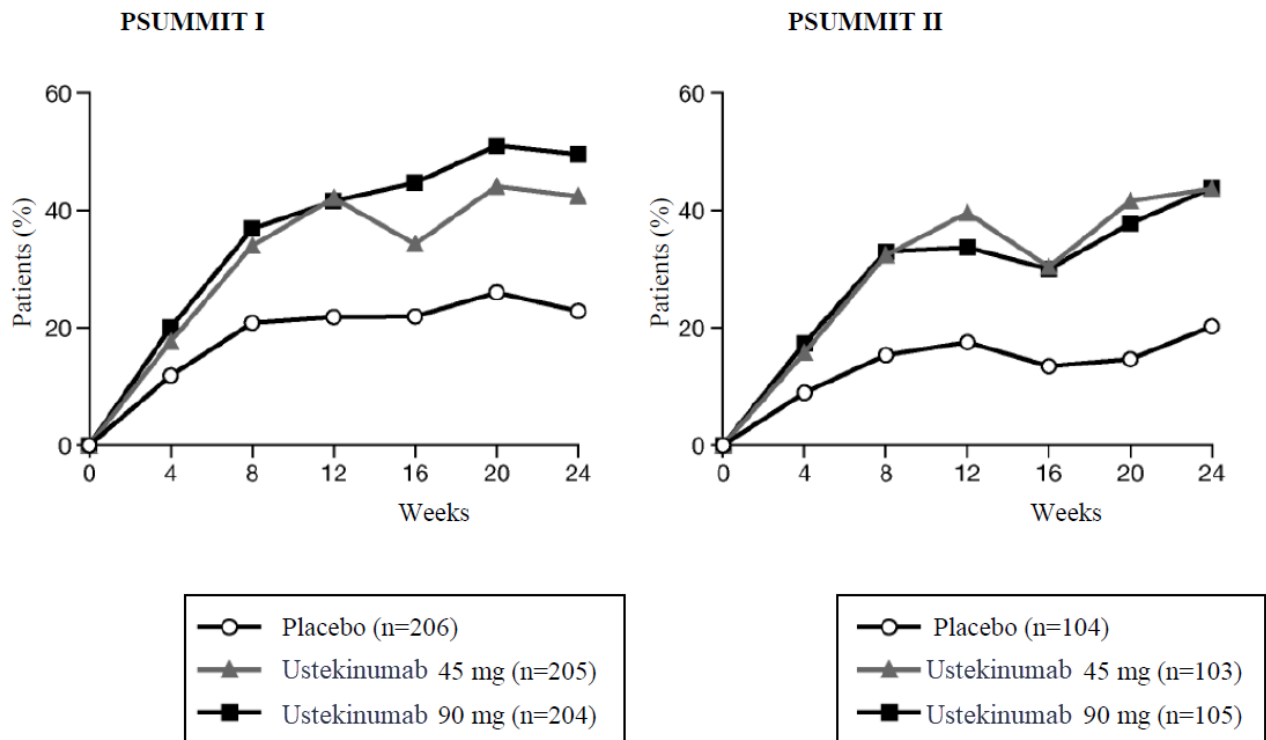 PSUMMIT I
60
40
20
0
Patients (%)
0 4 8 12 16 20 24
Weeks
Placebo (n=206)
Ustekinumab 45 mg (n=205)
Ustekinumab 90 mg (n=204)
PSUMMIT II
60
40
20
0
Patients (%)
0 4 8 12 16 20 24
Weeks
Placebo (n=104)
Ustekinumab 45 mg (n=103)
Ustekinumab 90 mg (n=105)